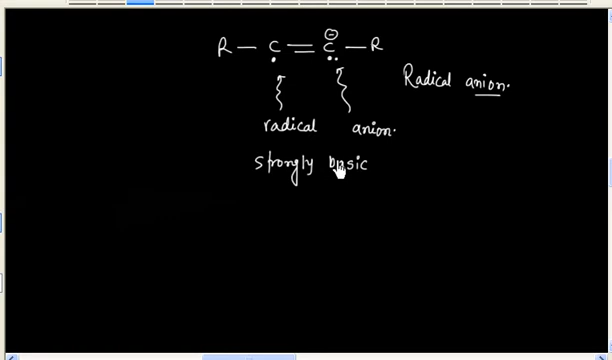 R — C = C — R
⊖
Radical anion.
radical anion.
strongly basic